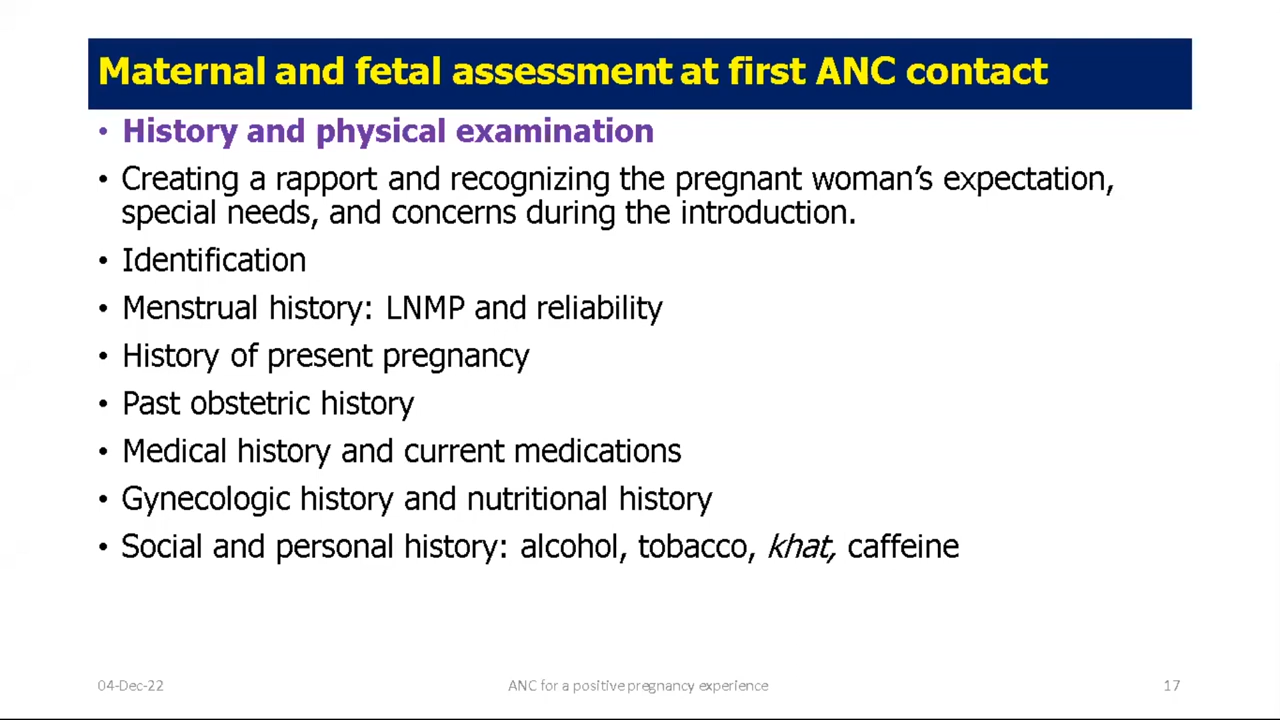 Maternal and fetal assessment at first ANC contact
• History and physical examination
• Creating a rapport and recognizing the pregnant woman’s expectation,
special needs, and concerns during the introduction.
• Identification
• Menstrual history: LNMP and reliability
• History of present pregnancy
• Past obstetric history
• Medical history and current medications
• Gynecologic history and nutritional history
• Social and personal history: alcohol, tobacco, khat, caffeine
04-Dec-22
ANC for a positive pregnancy experience
17